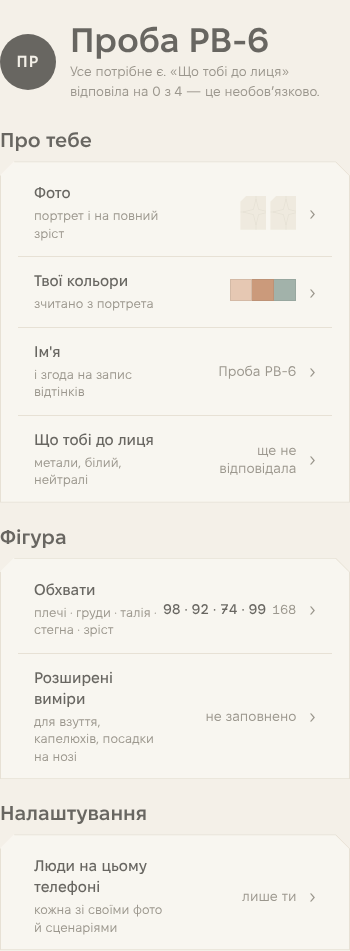 ПР
Проба РВ-6
Усе потрібне є. «Що тобі до лиця»
відповіла на 0 з 4 — це необов’язково.
Про тебе
Фото
портрет і на повний
зріст
Твої кольори
зчитано з портрета
Ім'я
і згода на запис
відтінків
Проба РВ-6
Що тобі до лиця
метали, білий,
нейтралі
ще не
відповідала
Фігура
Обхвати
плечі · груди · талія ·
стегна · зріст
98 · 92 · 74 · 99 168
Розширені
виміри
для взуття,
капелюхів, посадки
на нозі
не заповнено
Налаштування
Люди на цьому
телефоні
кожна зі своїми фото
й сценаріями
лише ти